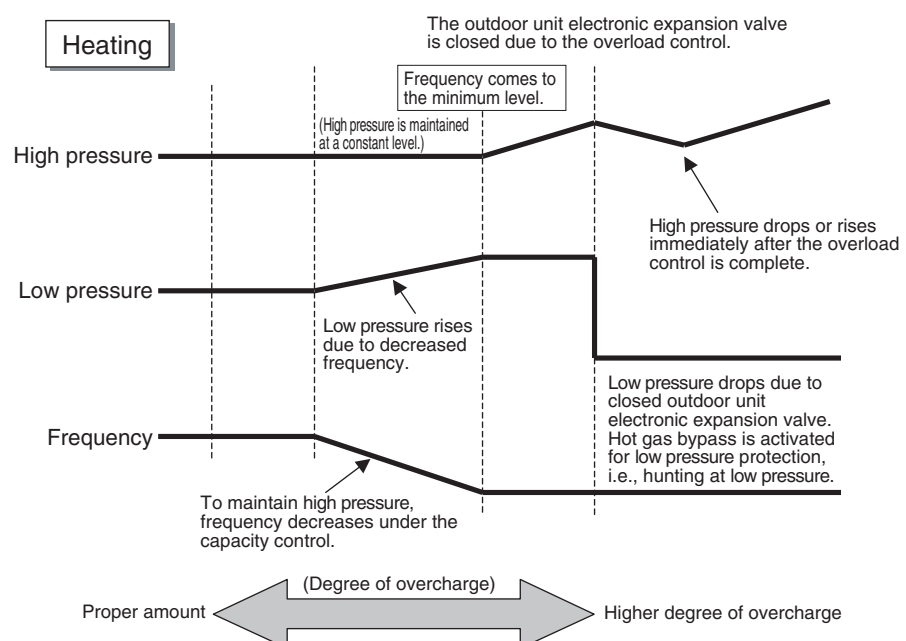 Heating
The outdoor unit electronic expansion valve
is closed due to the overload control.
Frequency comes to
the minimum level.
(High pressure is maintained
at a constant level.)
High pressure
High pressure drops or rises
immediately after the overload
control is complete.
Low pressure
Low pressure rises
due to decreased
frequency.
Low pressure drops due to
closed outdoor unit
electronic expansion valve.
Hot gas bypass is activated
for low pressure protection,
i.e., hunting at low pressure.
Frequency
To maintain high pressure,
frequency decreases under the
capacity control.
(Degree of overcharge)
Proper amount
Higher degree of overcharge